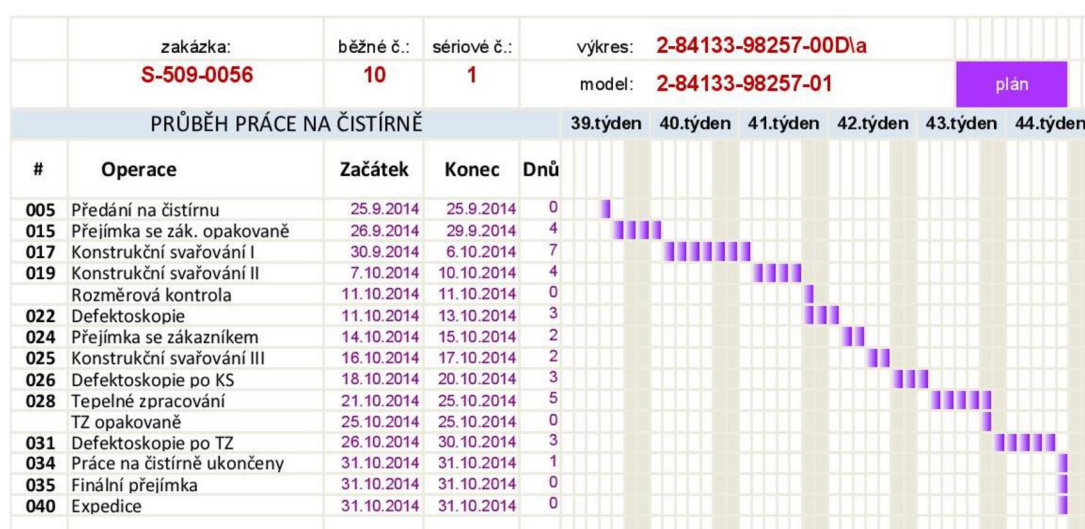 zakázka: běžné č.: sériové č.: výkres: 2-84133-98257-00D\a
S-509-0056 10 1 model: 2-84133-98257-01 plán
PRŮBĚH PRÁCE NA ČISTÍRNĚ 39.týden 40.týden 41.týden 42.týden 43.týden 44.týden
# Operace Začátek Konec Dnů
005 Předání na čistírnu 25.9.2014 25.9.2014 0
015 Přejímka se zák. opakovaně 26.9.2014 29.9.2014 4
017 Konstrukční svařování I 30.9.2014 6.10.2014 7
019 Konstrukční svařování II 7.10.2014 10.10.2014 4
Rozměrová kontrola 11.10.2014 11.10.2014 0
022 Defektoskopie 11.10.2014 13.10.2014 3
024 Přejímka se zákazníkem 14.10.2014 15.10.2014 2
025 Konstrukční svařování III 16.10.2014 17.10.2014 2
026 Defektoskopie po KS 18.10.2014 20.10.2014 3
028 Tepelné zpracování 21.10.2014 25.10.2014 5
TZ opakovaně 25.10.2014 25.10.2014 0
031 Defektoskopie po TZ 26.10.2014 30.10.2014 3
034 Práce na čistírně ukončeny 31.10.2014 31.10.2014 1
035 Finální přejímka 31.10.2014 31.10.2014 0
040 Expedice 31.10.2014 31.10.2014 0